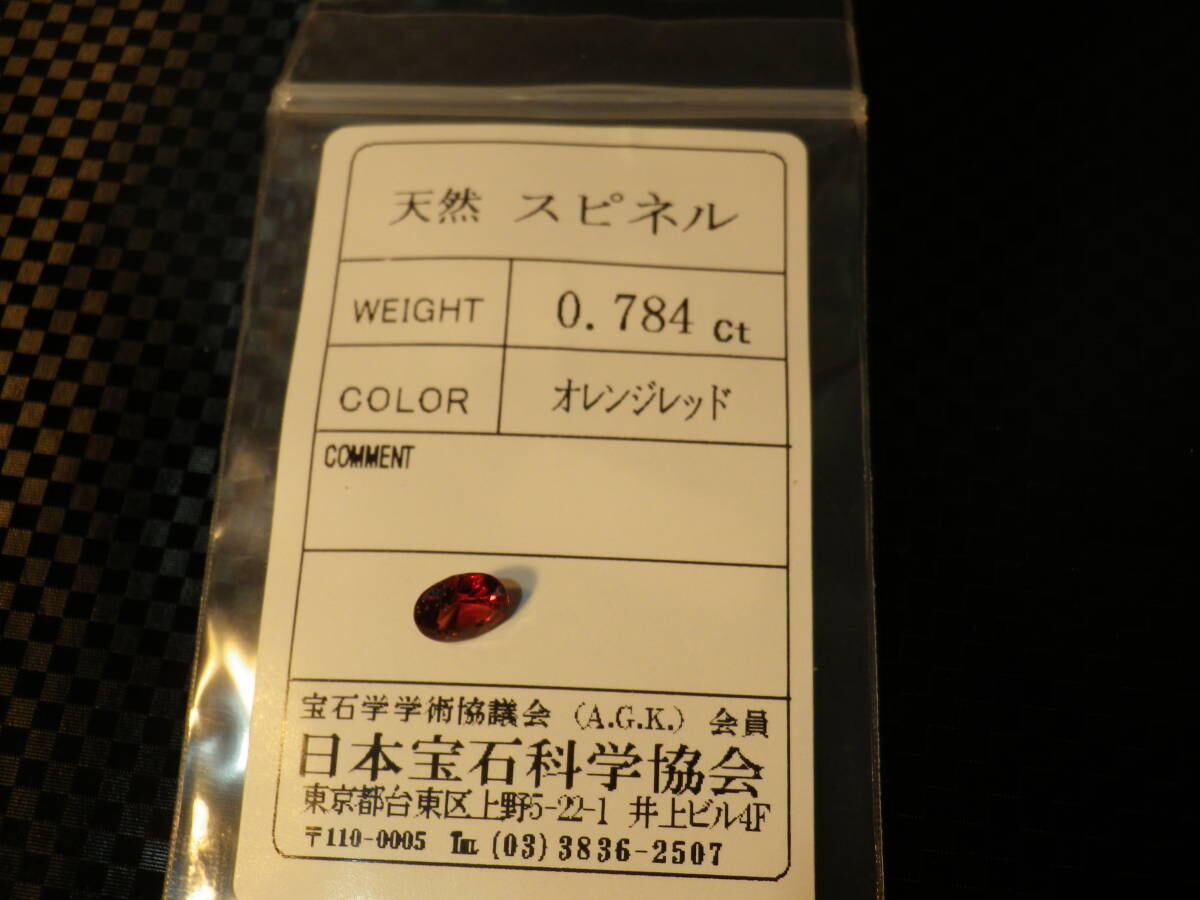 天然 スピネル
WEIGHT 0.784 ct
COLOR オレンジレッド
COMMENT
宝石学学術協議会 (A.G.K.) 会員
日本宝石科学協会
東京都台東区上野5-22-1 井上ビル4F
〒110-0005 ℡ (03) 3836-2507